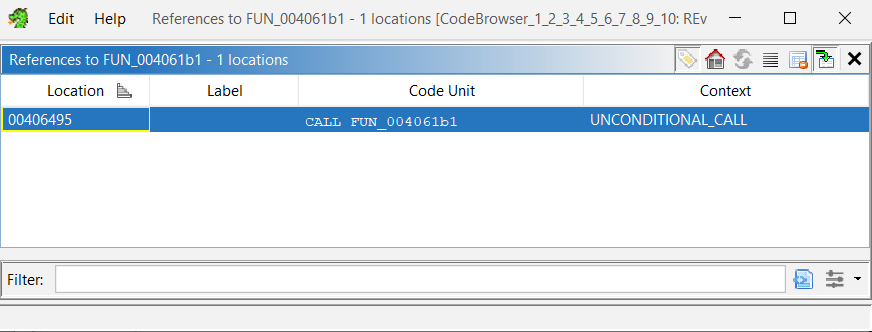 Edit Help References to FUN_004061b1 - 1 locations [CodeBrowser_1_2_3_4_5_6_7_8_9_10: REv
References to FUN_004061b1 - 1 locations
Location Label Code Unit Context
00406495 CALL FUN_004061b1 UNCONDITIONAL_CALL
Filter: